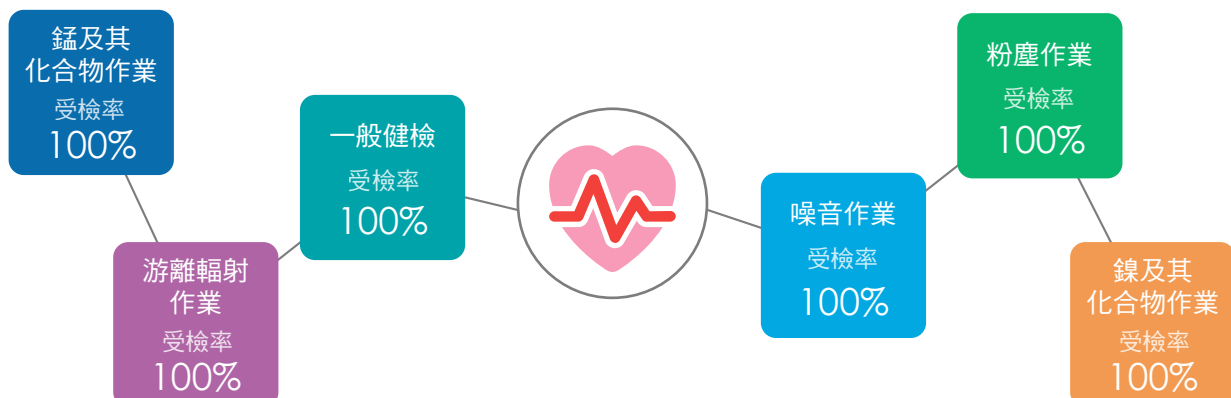 錳及其
化合物作業
受檢率
100%
游離輻射
作業
受檢率
100%
一般健檢
受檢率
100%
噪音作業
受檢率
100%
粉塵作業
受檢率
100%
鎳及其
化合物作業
受檢率
100%